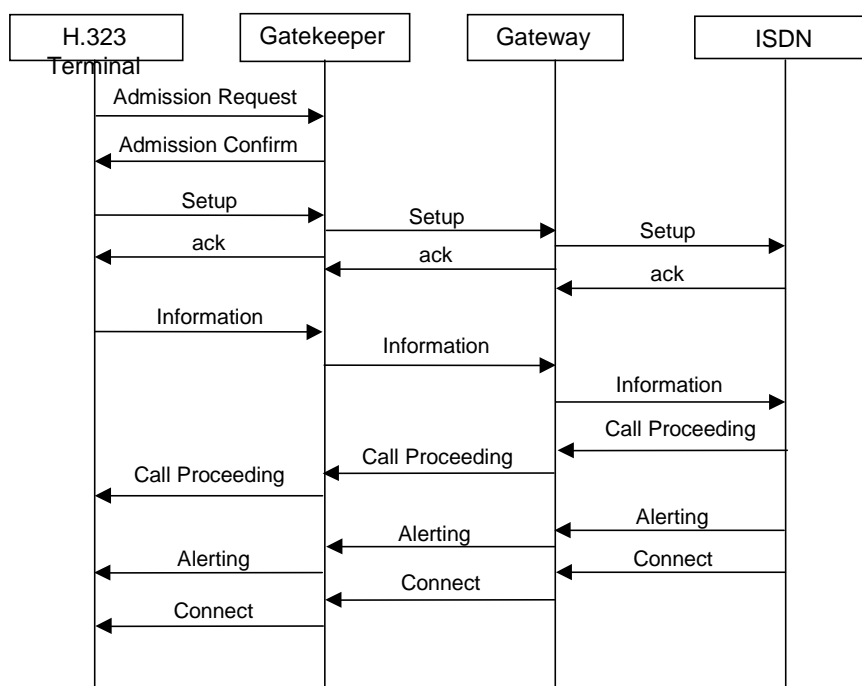 H.323
Terminal
Gatekeeper
Gateway
ISDN
Admission Request
Admission Confirm
Setup
Setup
Setup
ack
ack
ack
Information
Information
Information
Call Proceeding
Call Proceeding
Call Proceeding
Alerting
Alerting
Alerting
Connect
Connect
Connect